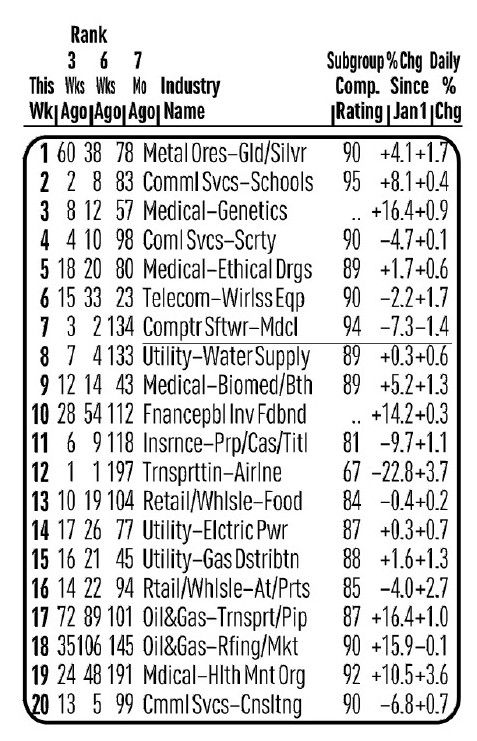 Rank
3 6 7 Subgroup % Chg Daily
This Wks Wks Mo Industry Comp. Since %
Wk Ago Ago Ago Name Rating Jan 1 Chg
1 60 38 78 Metal Ores–Gld/Silvr 90 +4.1 +1.7
2 2 8 83 Comml Svcs–Schools 95 +8.1 +0.4
3 8 12 57 Medical–Genetics .. +16.4 +0.9
4 4 10 98 Coml Svcs–Scrty 90 –4.7 +0.1
5 18 20 80 Medical–Ethical Drgs 89 +1.7 +0.6
6 15 33 23 Telecom–Wirlss Eqp 90 –2.2 +1.7
7 3 2 134 Comptr Sftwr–Mdcl 94 –7.3 –1.4
8 7 4 133 Utility–Water Supply 89 +0.3 +0.6
9 12 14 43 Medical–Biomed/Bth 89 +5.2 +1.3
10 28 54 112 Fnancepbl Inv Fdbnd .. +14.2 +0.3
11 6 9 118 Insrnce–Prp/Cas/Titl 81 –9.7 +1.1
12 1 1 197 Trnsprttin–Airlne 67 –22.8 +3.7
13 10 19 104 Retail/Whlsle–Food 84 –0.4 +0.2
14 17 26 77 Utility–Elctric Pwr 87 +0.3 +0.7
15 16 21 45 Utility–Gas Dstribtn 88 +1.6 +1.3
16 14 22 94 Rtail/Whlsle–At/Prts 85 –4.0 +2.7
17 72 89 101 Oil&Gas–Trnsprt/Pip 87 +16.4 +1.0
18 35 106 145 Oil&Gas–Rfing/Mkt 90 +15.9 –0.1
19 24 48 191 Mdical–Hlth Mnt Org 92 +10.5 +3.6
20 13 5 99 Cmml Svcs–Cnsltng 90 –6.8 +0.7